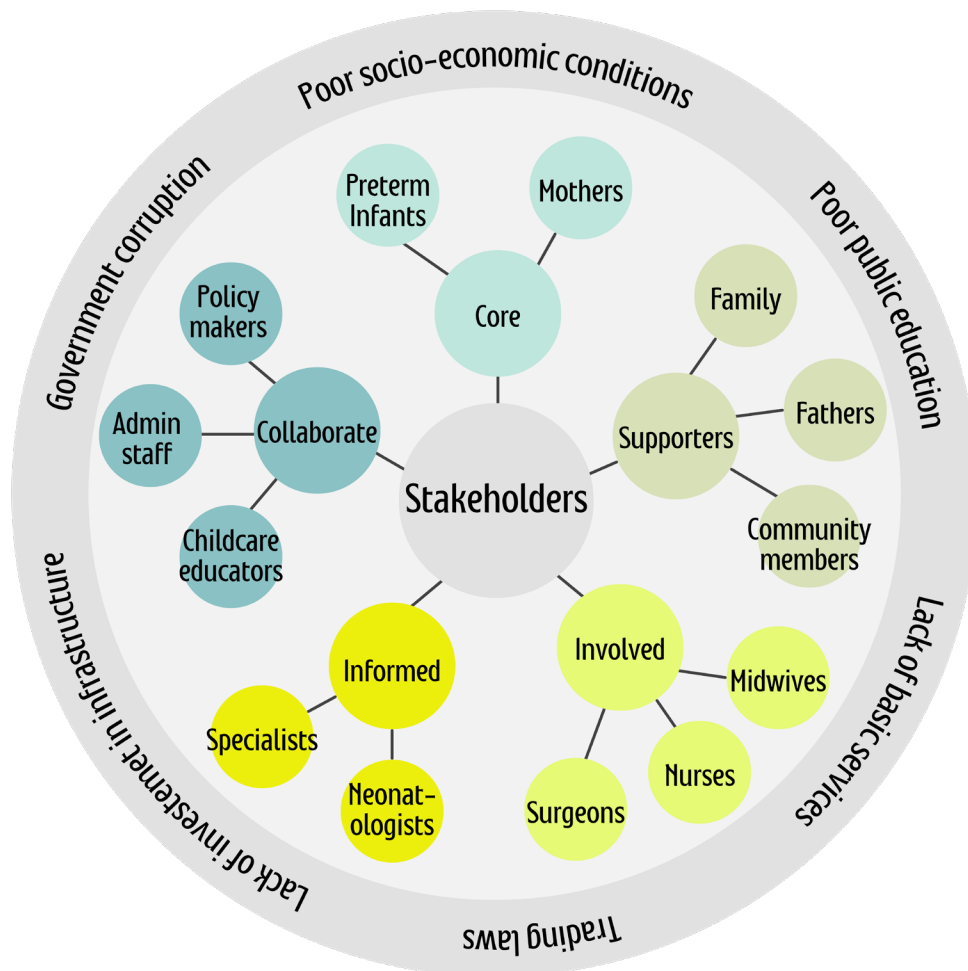 Poor socio-economic conditions
Poor public education
Lack of basic services
Trading laws
Lack of investemet in infrastructure
Government corruption
Stakeholders
Core
Preterm
Infants
Mothers
Supporters
Family
Fathers
Community
members
Involved
Midwives
Nurses
Surgeons
Informed
Neonat-
ologists
Specialists
Collaborate
Childcare
educators
Admin
staff
Policy
makers